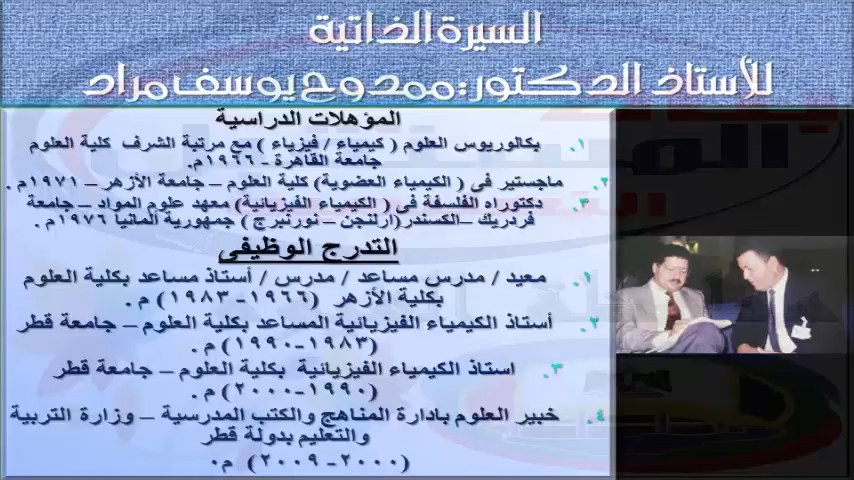 السيرة الذاتية
للأستاذ الدكتور: ممدوح يوسف مراد
المؤهلات الدراسية
١. بكالوريوس العلوم ( كيمياء / فيزياء ) مع مرتبة الشرف كلية العلوم
جامعة القاهرة - ١٩٦٦م.
٢. ماجستير فى ( الكيمياء العضوية) كلية العلوم – جامعة الأزهر – ١٩٧١م .
٣. دكتوراه الفلسفة فى ( الكيمياء الفيزيائية) معهد علوم المواد – جامعة
فردريك –الكسندر(ارلنجن – نورنبرج ) جمهورية المانيا ١٩٧٦م .
التدرج الوظيفى
١. معيد / مدرس مساعد / مدرس / أستاذ مساعد بكلية العلوم
بكلية الأزهر (١٩٦٦- ١٩٨٣) م .
٢. أستاذ الكيمياء الفيزيائية المساعد بكلية العلوم – جامعة قطر
(١٩٨٣-١٩٩٠) م .
٣. استاذ الكيمياء الفيزيائية بكلية العلوم – جامعة قطر
(١٩٩٠-٢٠٠٠) م .
٤. خبير العلوم بادارة المناهج والكتب المدرسية – وزارة التربية
والتعليم بدولة قطر
(٢٠٠٠- ٢٠٠٩) م٠